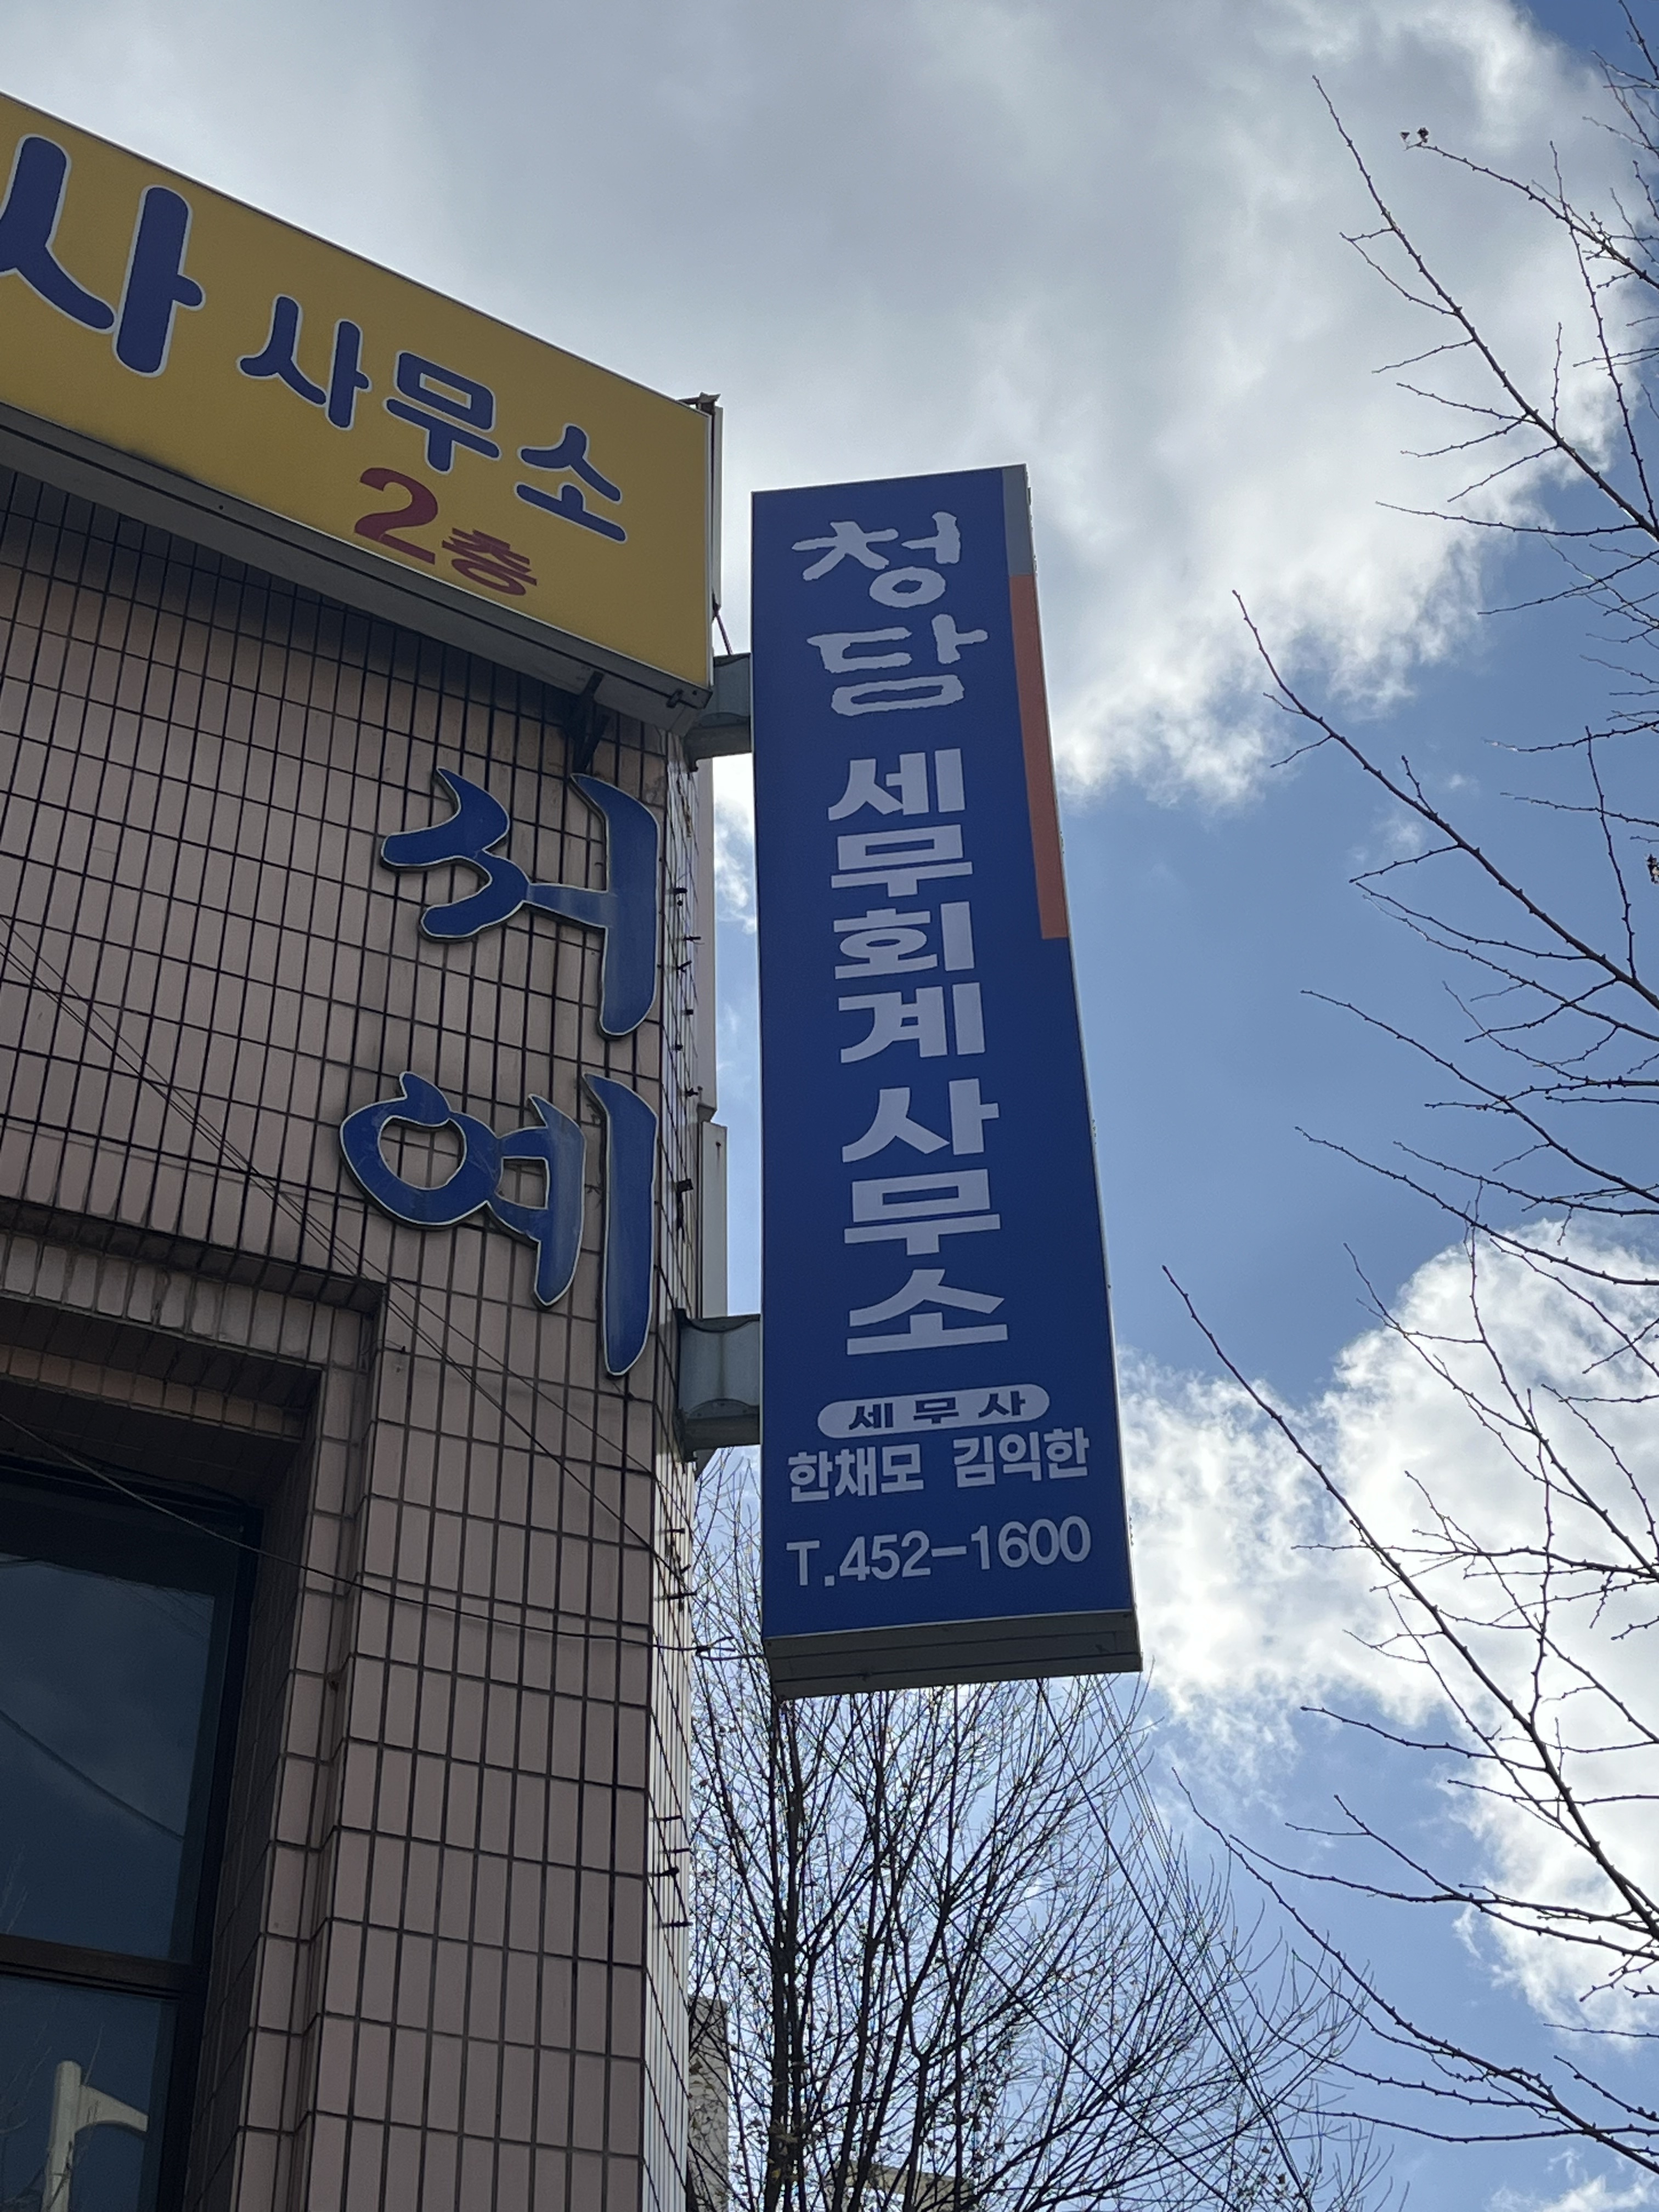 사 사무소
2층
서예
청담 세무회계사무소
세무사
한채모 김익한
T.452-1600